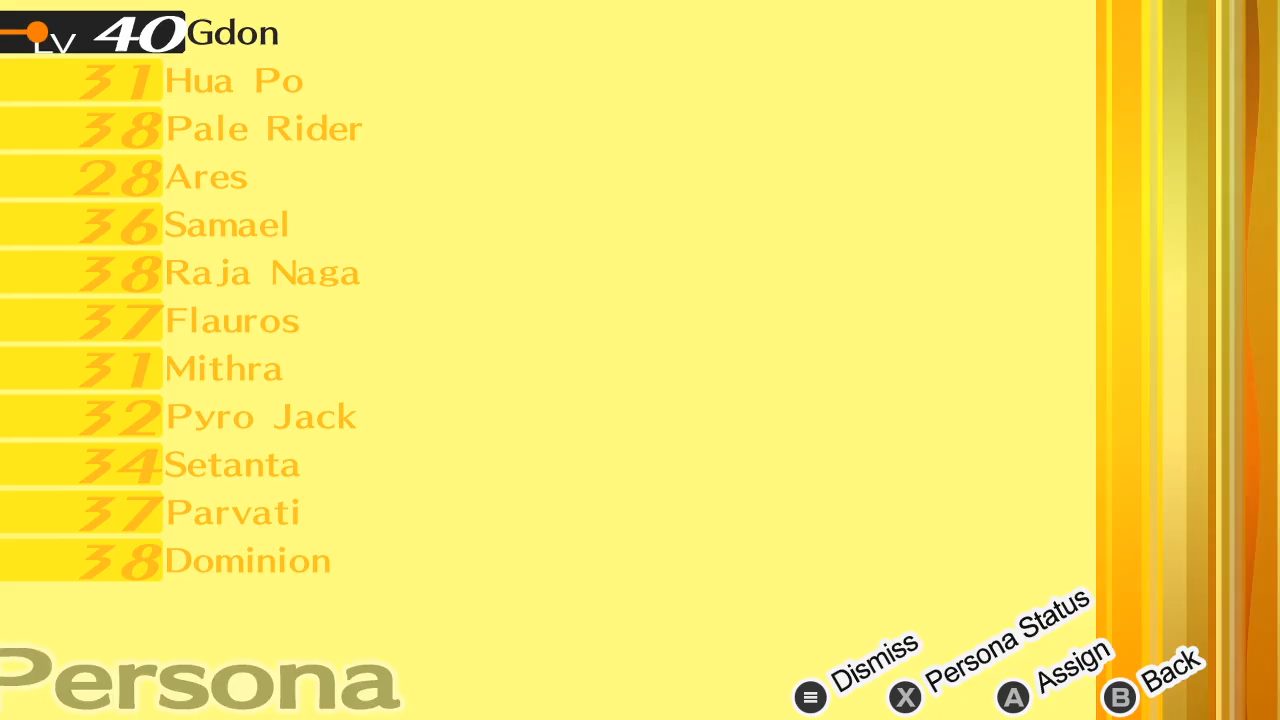 Lv 40 Gdon
31 Hua Po
38 Pale Rider
28 Ares
36 Samael
38 Raja Naga
37 Flauros
31 Mithra
32 Pyro Jack
34 Setanta
37 Parvati
38 Dominion
Persona
≡ Dismiss
X Persona Status
A Assign
B Back